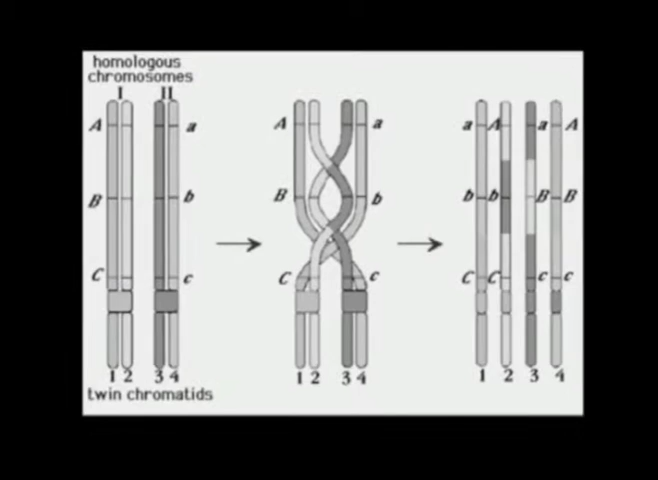 homologous
chromosomes
I II
A a A a a A a A
B b B b b b B B
C c C c C C c c
1 2 3 4 1 2 3 4 1 2 3 4
twin chromatids